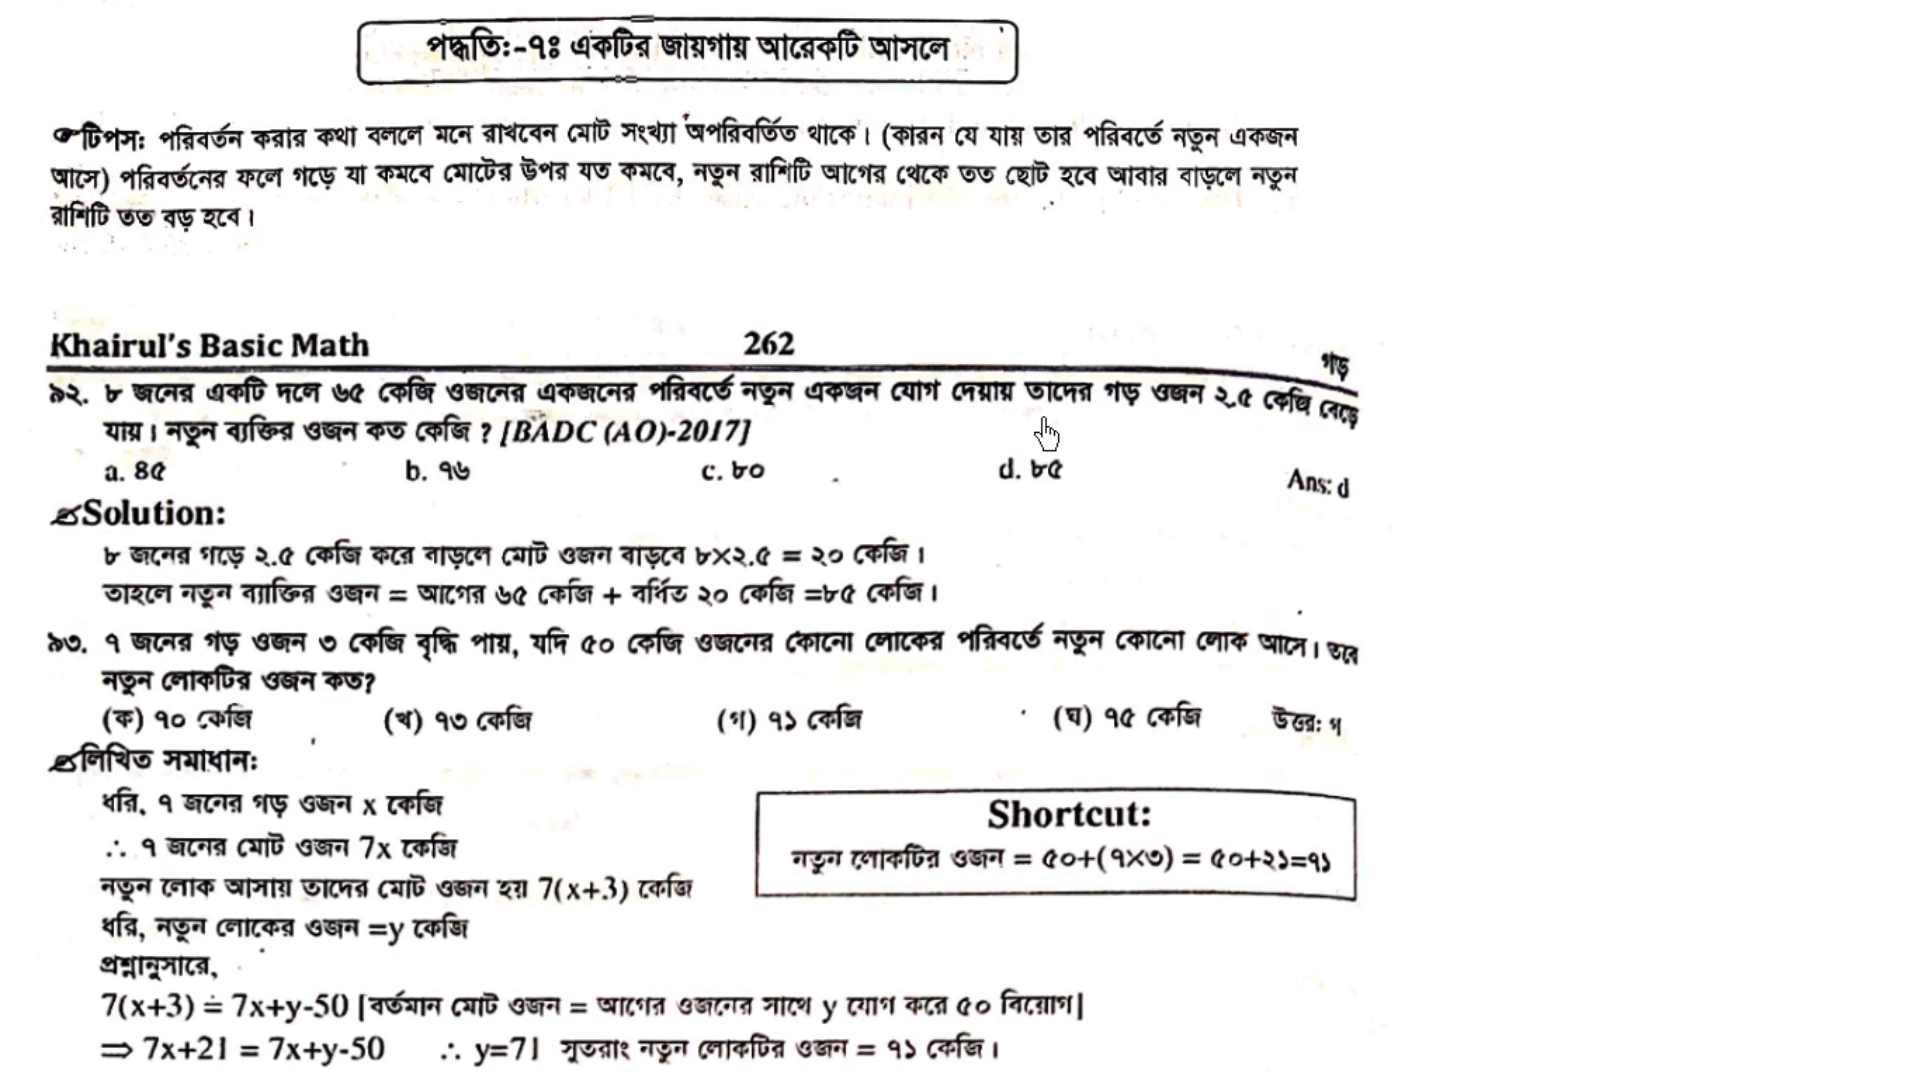 পদ্ধতি:-৭ঃ একটির জায়গায় আরেকটি আসলে
টিপস: পরিবর্তন করার কথা বললে মনে রাখবেন মোট সংখ্যা অপরিবর্তিত থাকে। (কারন যে যায় তার পরিবর্তে নতুন একজন
আসে) পরিবর্তনের ফলে গড়ে যা কমবে মোটের উপর যত কমবে, নতুন রাশিটি আগের থেকে তত ছোট হবে আবার বাড়লে নতুন
রাশিটি তত বড় হবে।
Khairul's Basic Math 262 গড়
৯২. ৮ জনের একটি দলে ৬৫ কেজি ওজনের একজনের পরিবর্তে নতুন একজন যোগ দেয়ায় তাদের গড় ওজন ২.৫ কেজি বেড়ে
যায়। নতুন ব্যক্তির ওজন কত কেজি ? [BADC (AO)-2017]
a. ৪৫ b. ৭৬ c. ৮০ d. ৮৫ Ans: d
Solution:
৮ জনের গড়ে ২.৫ কেজি করে বাড়লে মোট ওজন বাড়বে ৮×২.৫ = ২০ কেজি।
তাহলে নতুন ব্যাক্তির ওজন = আগের ৬৫ কেজি + বর্ধিত ২০ কেজি =৮৫ কেজি।
৯৩. ৭ জনের গড় ওজন ৩ কেজি বৃদ্ধি পায়, যদি ৫০ কেজি ওজনের কোনো লোকের পরিবর্তে নতুন কোনো লোক আসে। তবে
নতুন লোকটির ওজন কত?
(ক) ৭০ কেজি (খ) ৭৩ কেজি (গ) ৭১ কেজি (ঘ) ৭৫ কেজি উত্তর: গ
লিখিত সমাধানঃ
ধরি, ৭ জনের গড় ওজন x কেজি
∴ ৭ জনের মোট ওজন 7x কেজি
নতুন লোক আসায় তাদের মোট ওজন হয় 7(x+3) কেজি
ধরি, নতুন লোকের ওজন =y কেজি
প্রশ্নানুসারে,
7(x+3) = 7x+y-50 [বর্তমান মোট ওজন = আগের ওজনের সাথে y যোগ করে ৫০ বিয়োগ]
⇒ 7x+21 = 7x+y-50 ∴ y=71 সুতরাং নতুন লোকটির ওজন = ৭১ কেজি।
Shortcut:
নতুন লোকটির ওজন = ৫০+(৭×৩) = ৫০+২১=৭১